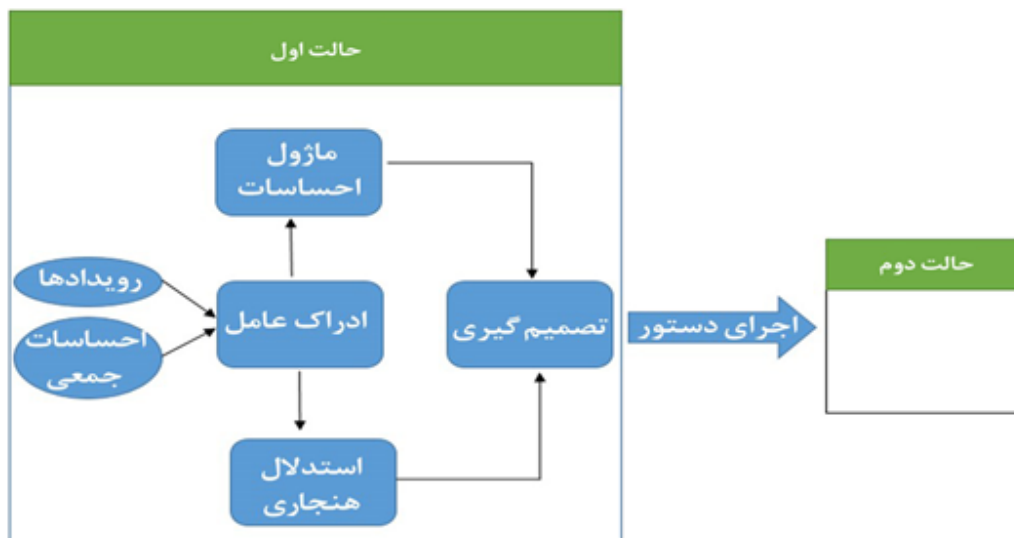 حالت اول
ماژول
احساسات
رویدادها
احساسات
جمعی
ادراک عامل
تصمیم گیری
استدلال
هنجاری
اجرای دستور
حالت دوم